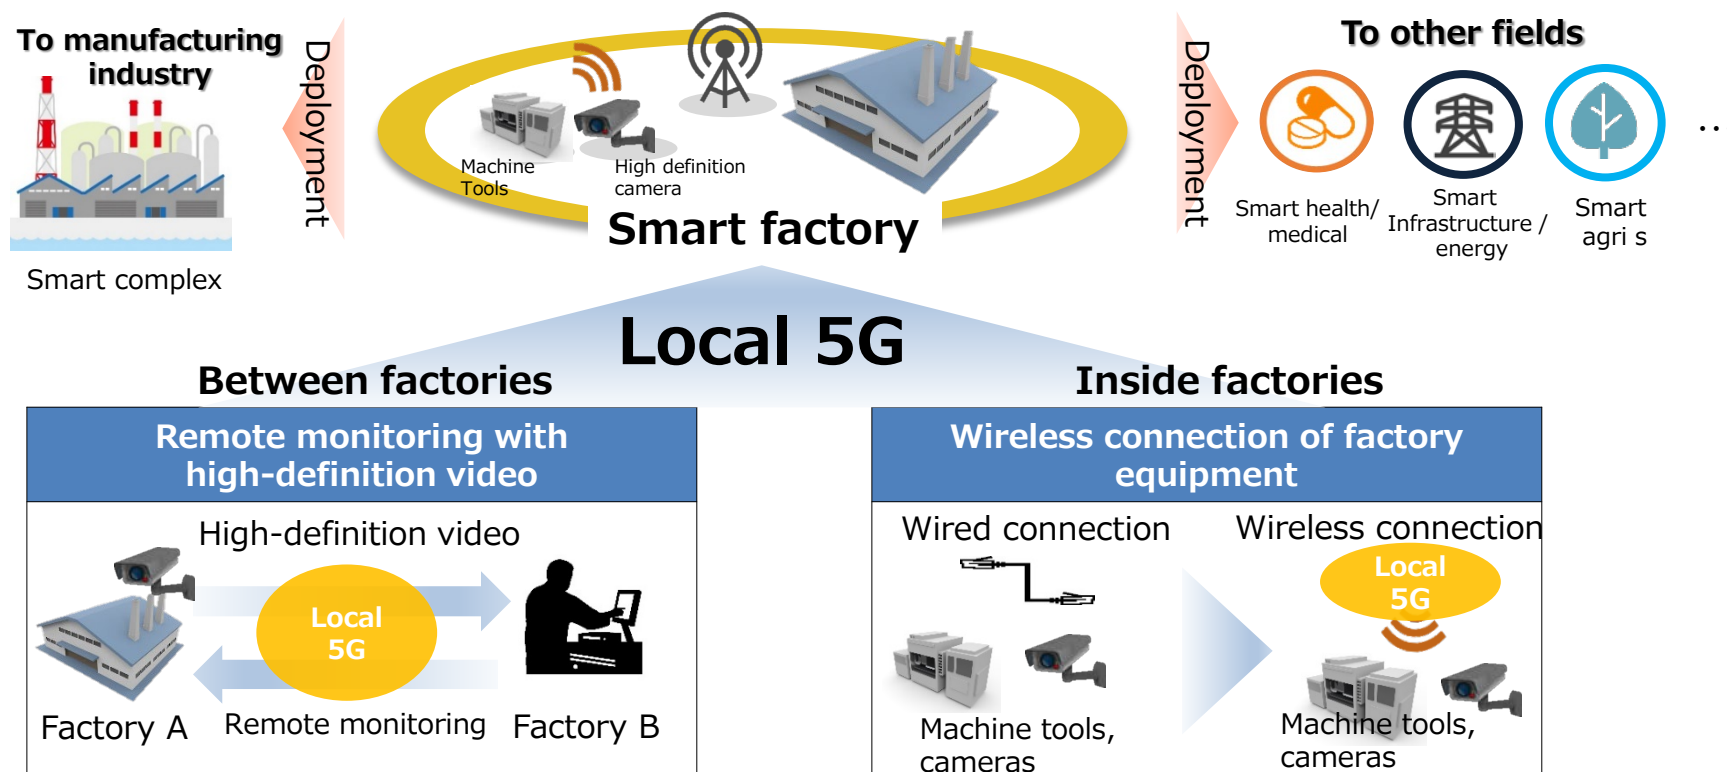 To manufacturing
industry
Deployment
Smart complex
Machine
Tools
High definition
camera
Smart factory
Deployment
To other fields
Smart health/
medical
Smart
Infrastructure /
energy
Smart
agri s
..
Local 5G
Between factories
Remote monitoring with
high-definition video
High-definition video
Local
5G
Factory A
Remote monitoring
Factory B
Inside factories
Wireless connection of factory
equipment
Wired connection
Machine tools,
cameras
Wireless connection
Local
5G
Machine tools,
cameras